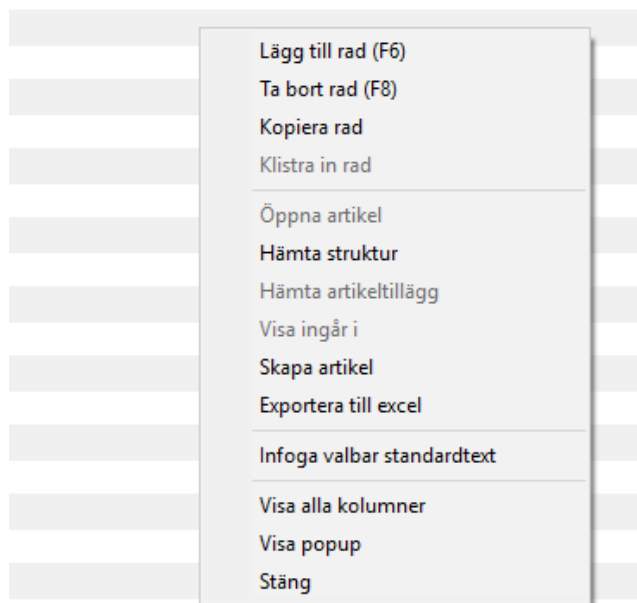 Lägg till rad (F6)
Ta bort rad (F8)
Kopiera rad
Klistra in rad
Öppna artikel
Hämta struktur
Hämta artikeltillägg
Visa ingår i
Skapa artikel
Exportera till excel
Infoga valbar standardtext
Visa alla kolumner
Visa popup
Stäng